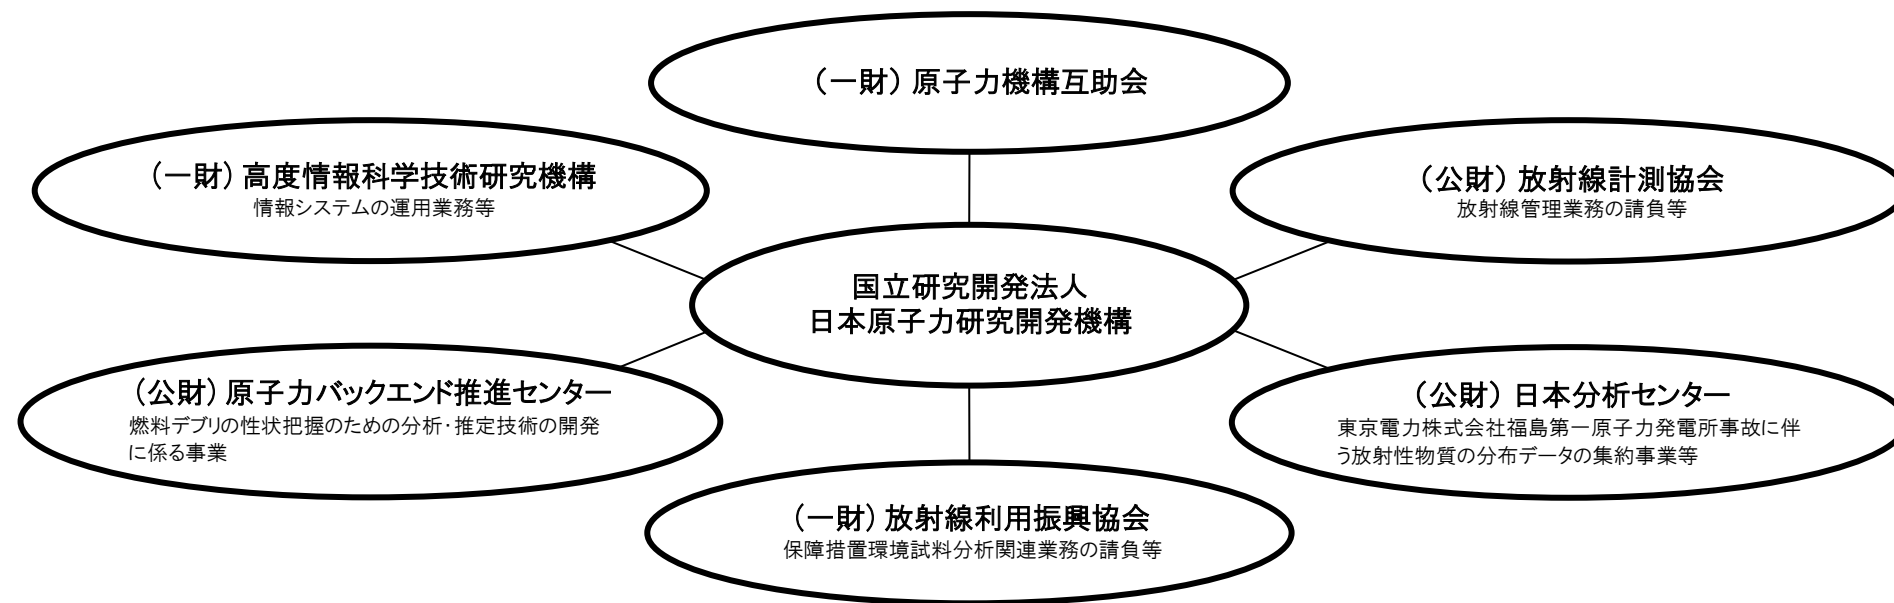 （一財）原子力機構互助会
（一財）高度情報科学技術研究機構
情報システムの運用業務等
（公財）放射線計測協会
放射線管理業務の請負等
国立研究開発法人
日本原子力研究開発機構
（公財）原子力バックエンド推進センター
燃料デブリの性状把握のための分析・推定技術の開発
に係る事業
（公財）日本分析センター
東京電力株式会社福島第一原子力発電所事故に伴
う放射性物質の分布データの集約事業等
（一財）放射線利用振興協会
保障措置環境試料分析関連業務の請負等